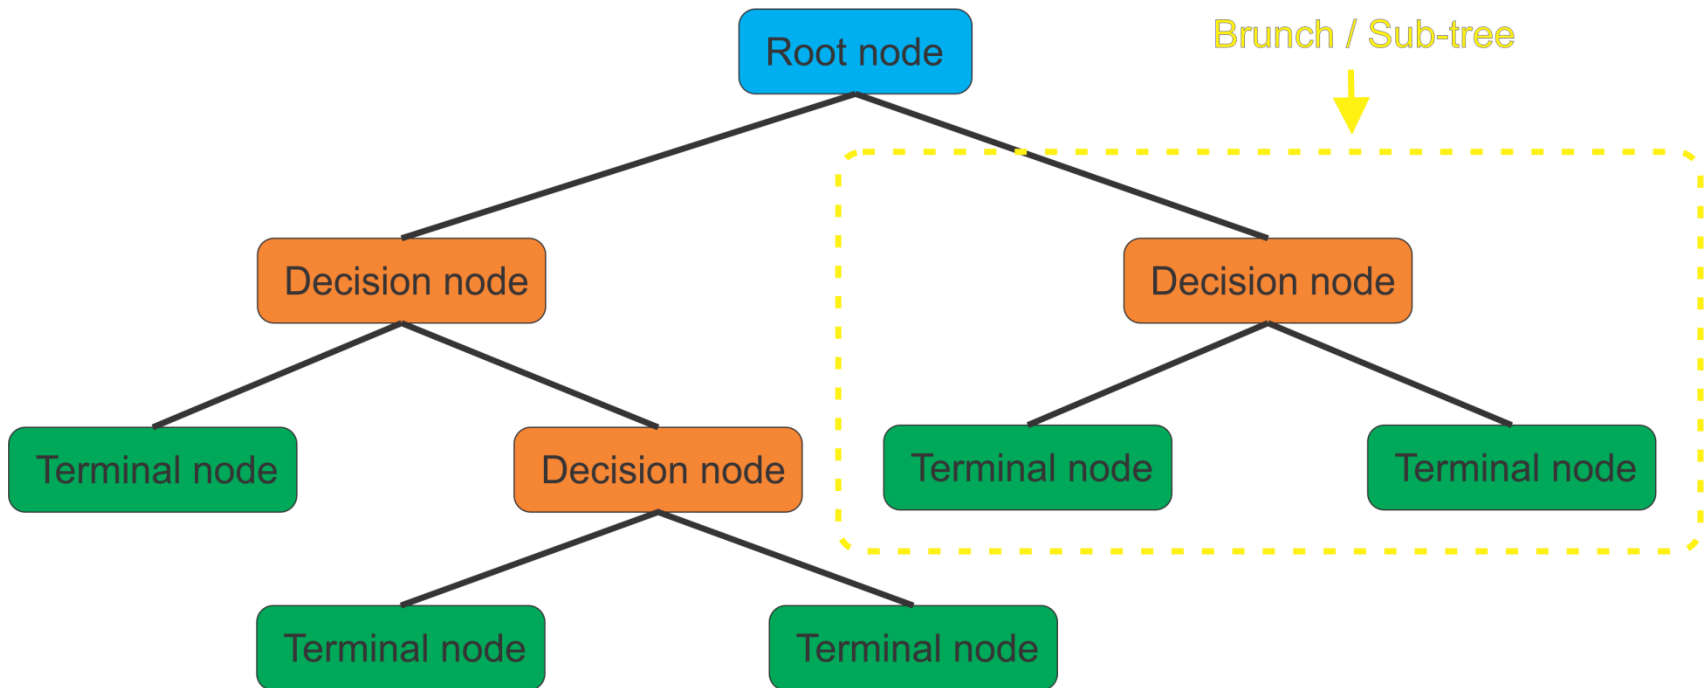 Root node
Brunch / Sub-tree
Decision node
Decision node
Terminal node
Decision node
Terminal node
Terminal node
Terminal node
Terminal node